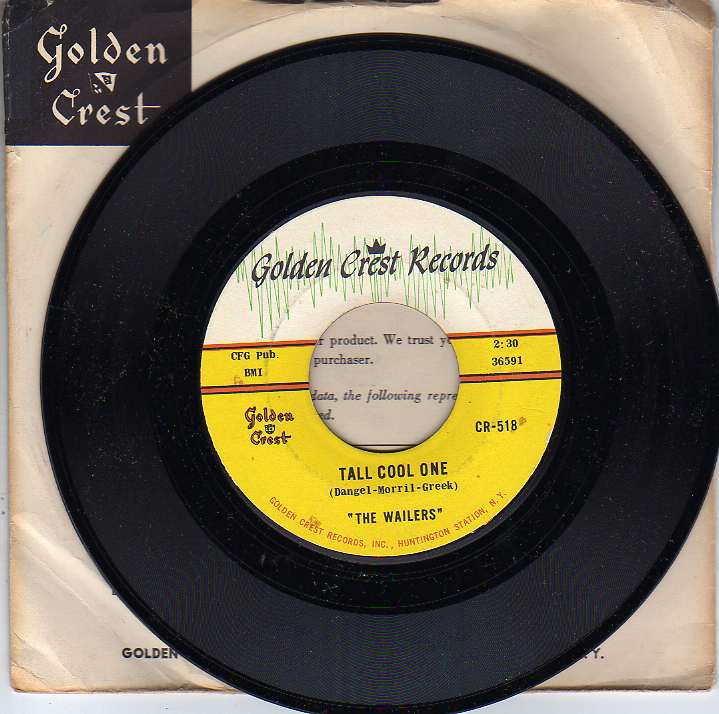 Golden
Crest
Golden Crest Records
CFG Pub.
BMI
2:30
36591
r product. We trust y
purchaser.
data, the following repre
ed.
Golden
Crest
CR-518
TALL COOL ONE
(Dangel-Morril-Greek)
"THE WAILERS"
GOLDEN CREST RECORDS, INC., HUNTINGTON STATION, N.Y.
GOLDEN
Y.